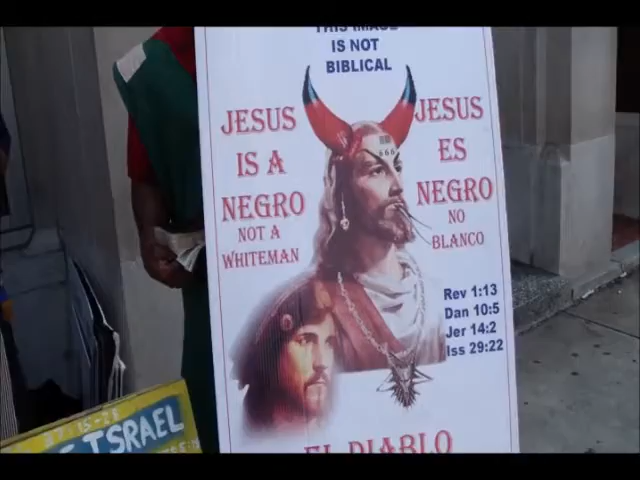 THIS IMAGE
IS NOT
BIBLICAL
JESUS
IS A
NEGRO
NOT A
WHITEMAN
JESUS
ES
NEGRO
NO
BLANCO
666
Rev 1:13
Dan 10:5
Jer 14:2
Iss 29:22
EL DIABLO
ISRAEL